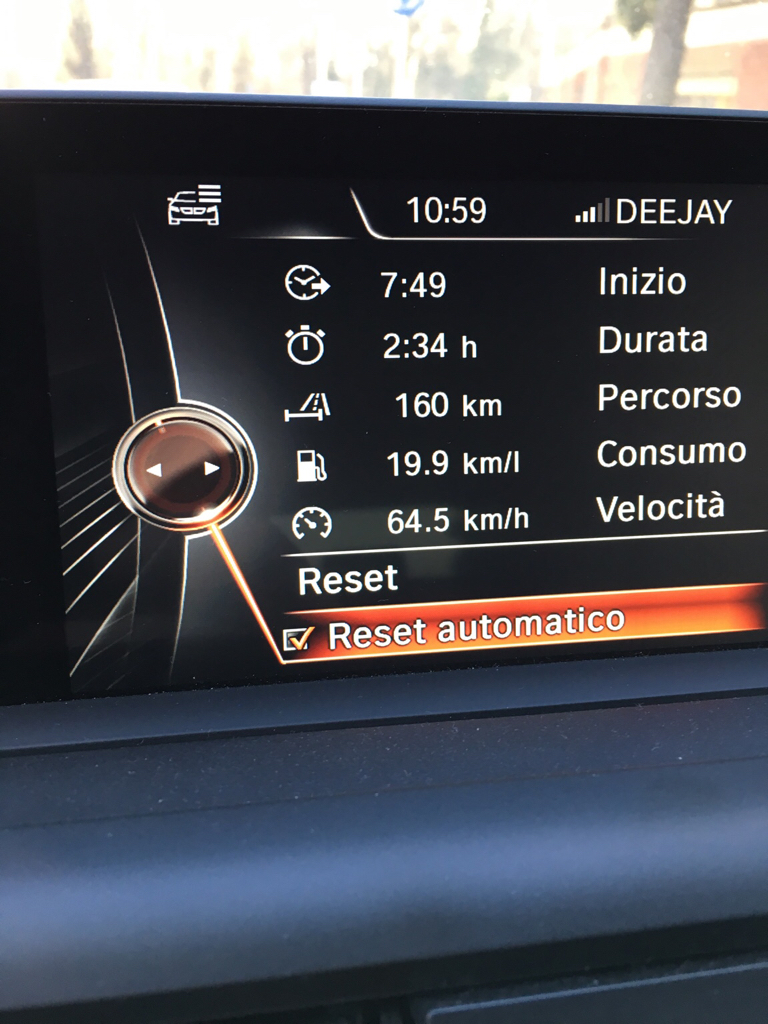 10:59 DEEJAY
7:49 Inizio
2:34 h Durata
160 km Percorso
19.9 km/l Consumo
64.5 km/h Velocità
Reset
Reset automatico